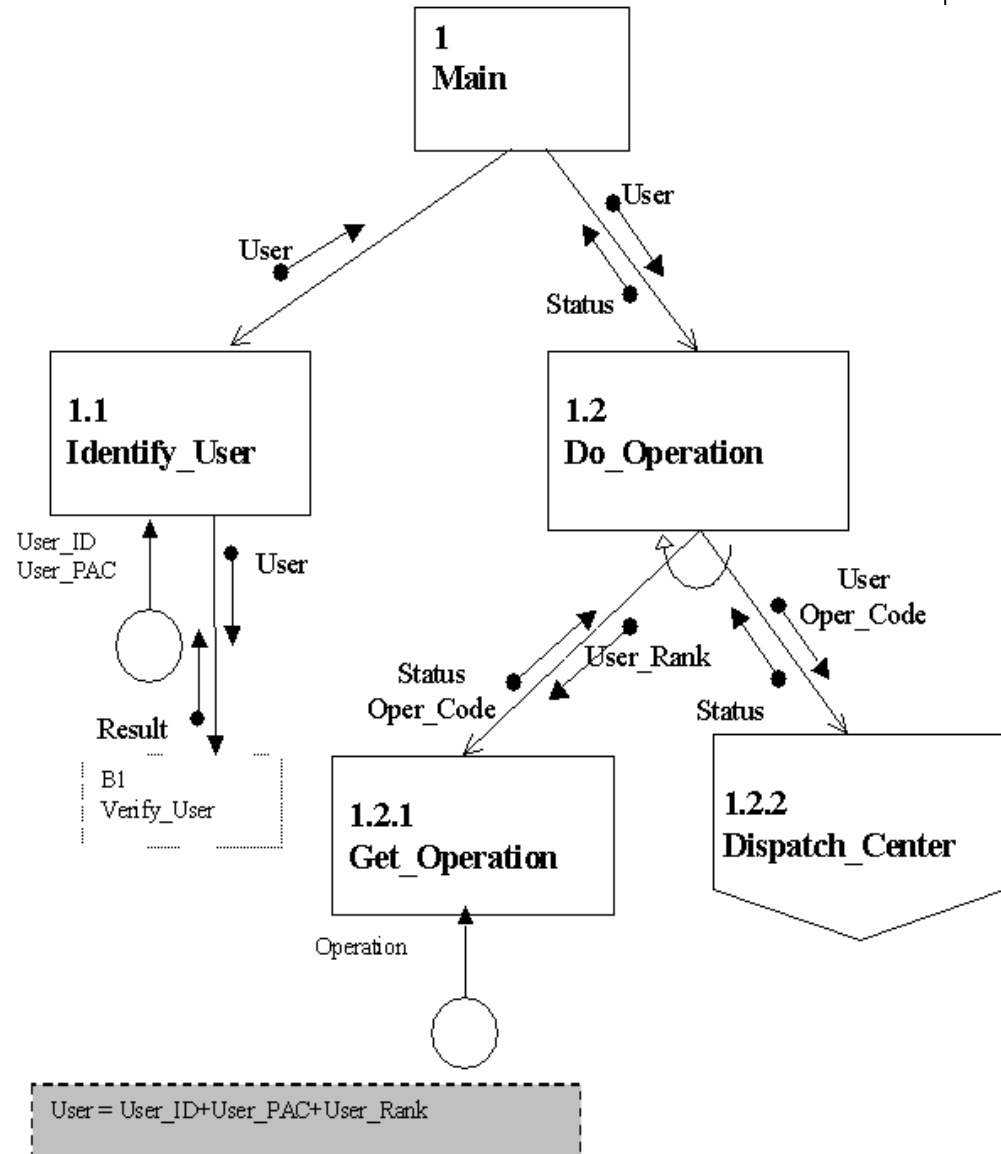 1
Main
User
User
Status
1.1
Identify_User
1.2
Do_Operation
User_ID
User_PAC
User
User
Oper_Code
Status
Oper_Code
User_Rank
Result
Status
B1
Verify_User
1.2.1
Get_Operation
1.2.2
Dispatch_Center
Operation
User = User_ID+User_PAC+User_Rank